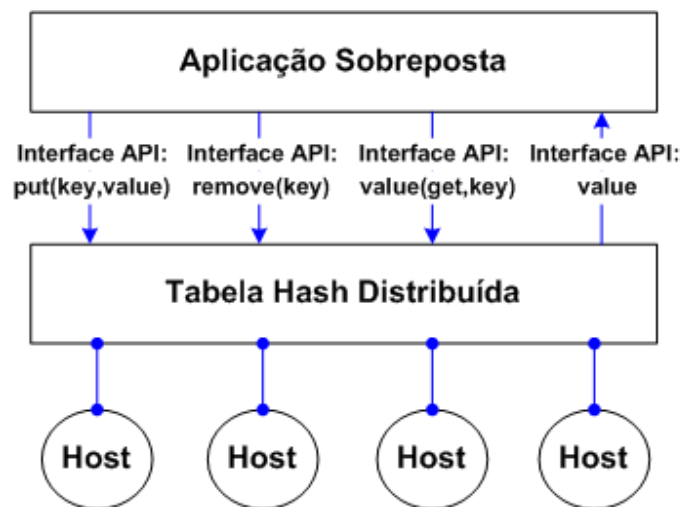 Aplicação Sobreposta
Interface API:
put(key,value)
Interface API:
remove(key)
Interface API:
value(get,key)
Interface API:
value
Tabela Hash Distribuída
Host
Host
Host
Host